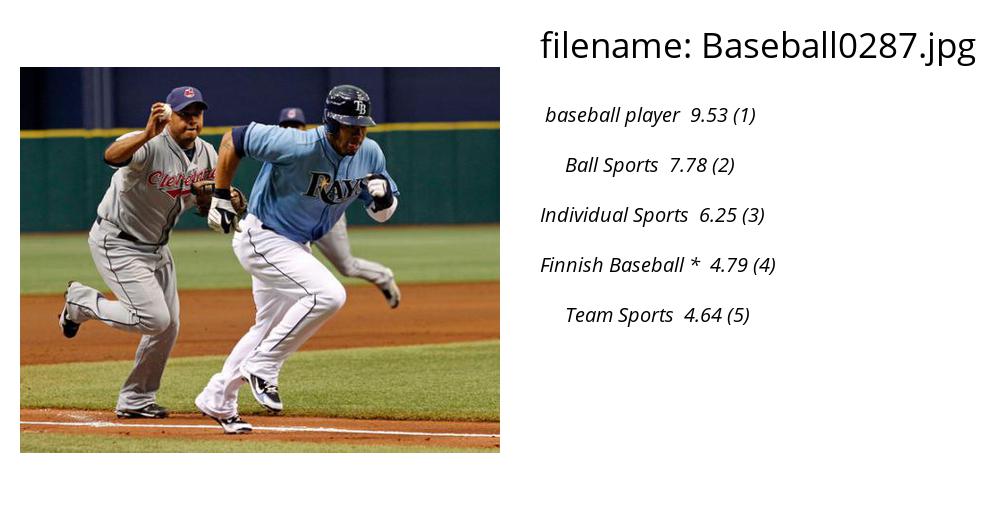 filename: Baseball0287.jpg
baseball player 9.53 (1)
Ball Sports 7.78 (2)
Individual Sports 6.25 (3)
Finnish Baseball * 4.79 (4)
Team Sports 4.64 (5)
TB
Cleveland
RAYS